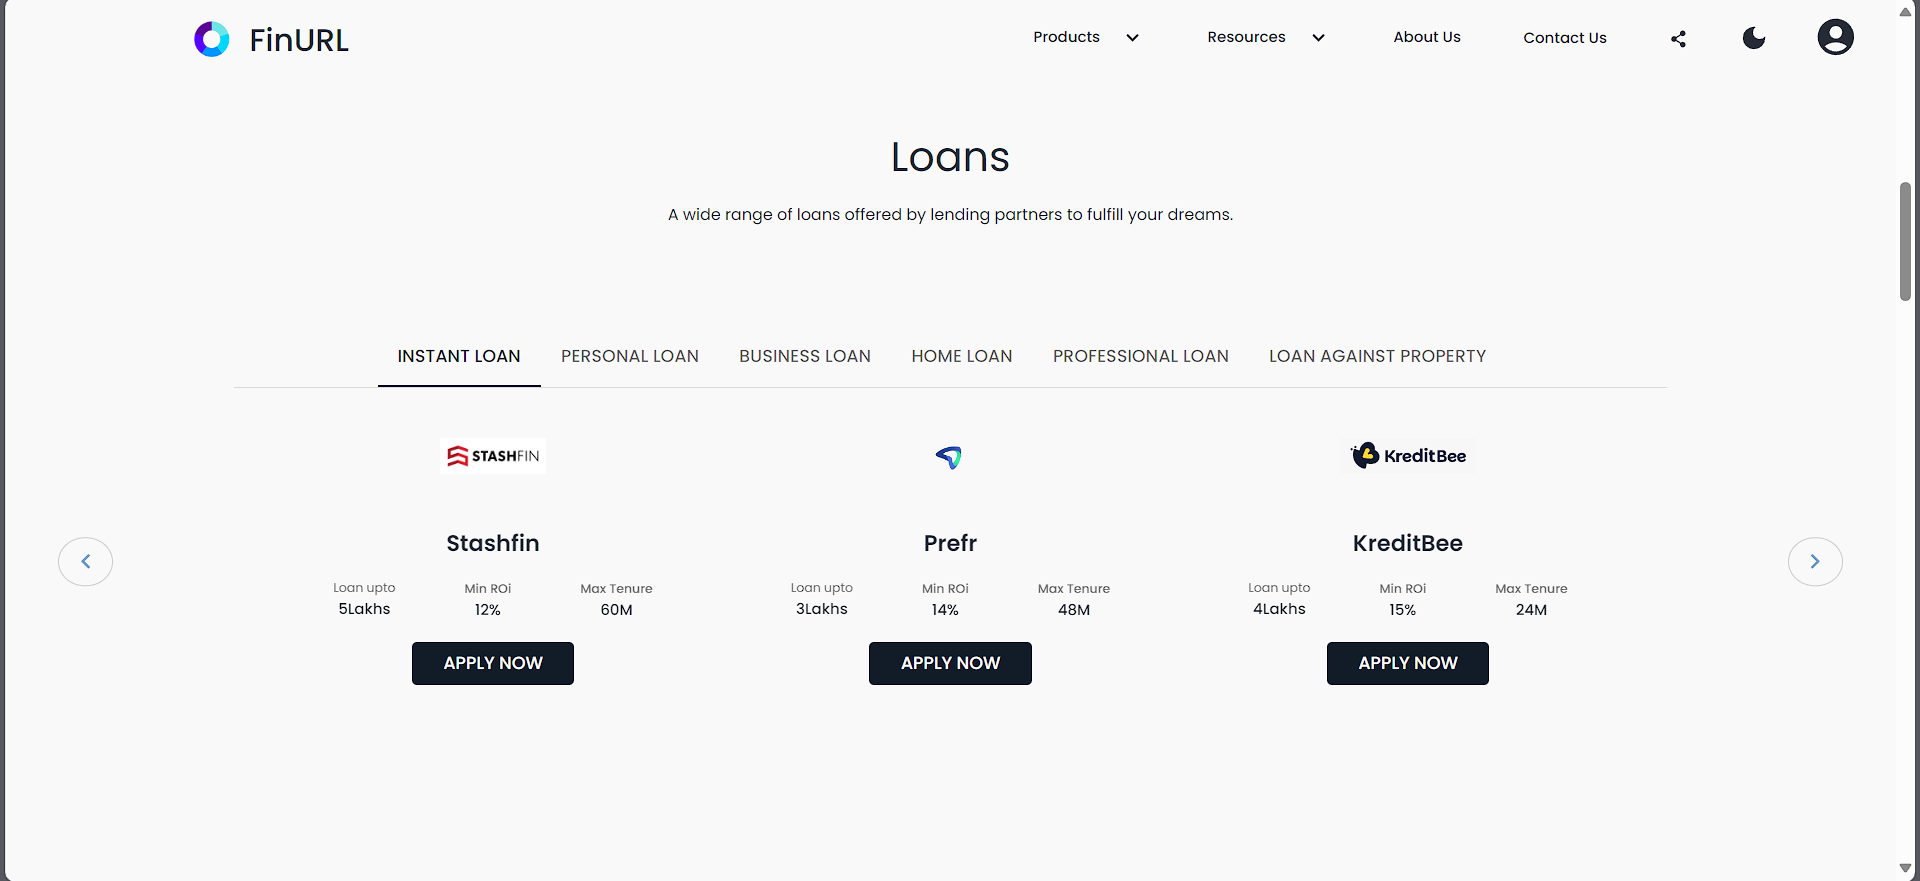 FinURL
Products
Resources
About Us
Contact Us
Loans
A wide range of loans offered by lending partners to fulfill your dreams.
INSTANT LOAN
PERSONAL LOAN
BUSINESS LOAN
HOME LOAN
PROFESSIONAL LOAN
LOAN AGAINST PROPERTY
STASHFIN
Stashfin
Loan upto
5Lakhs
Min ROi
12%
Max Tenure
60M
APPLY NOW
Prefr
Loan upto
3Lakhs
Min ROi
14%
Max Tenure
48M
APPLY NOW
KreditBee
KreditBee
Loan upto
4Lakhs
Min ROi
15%
Max Tenure
24M
APPLY NOW